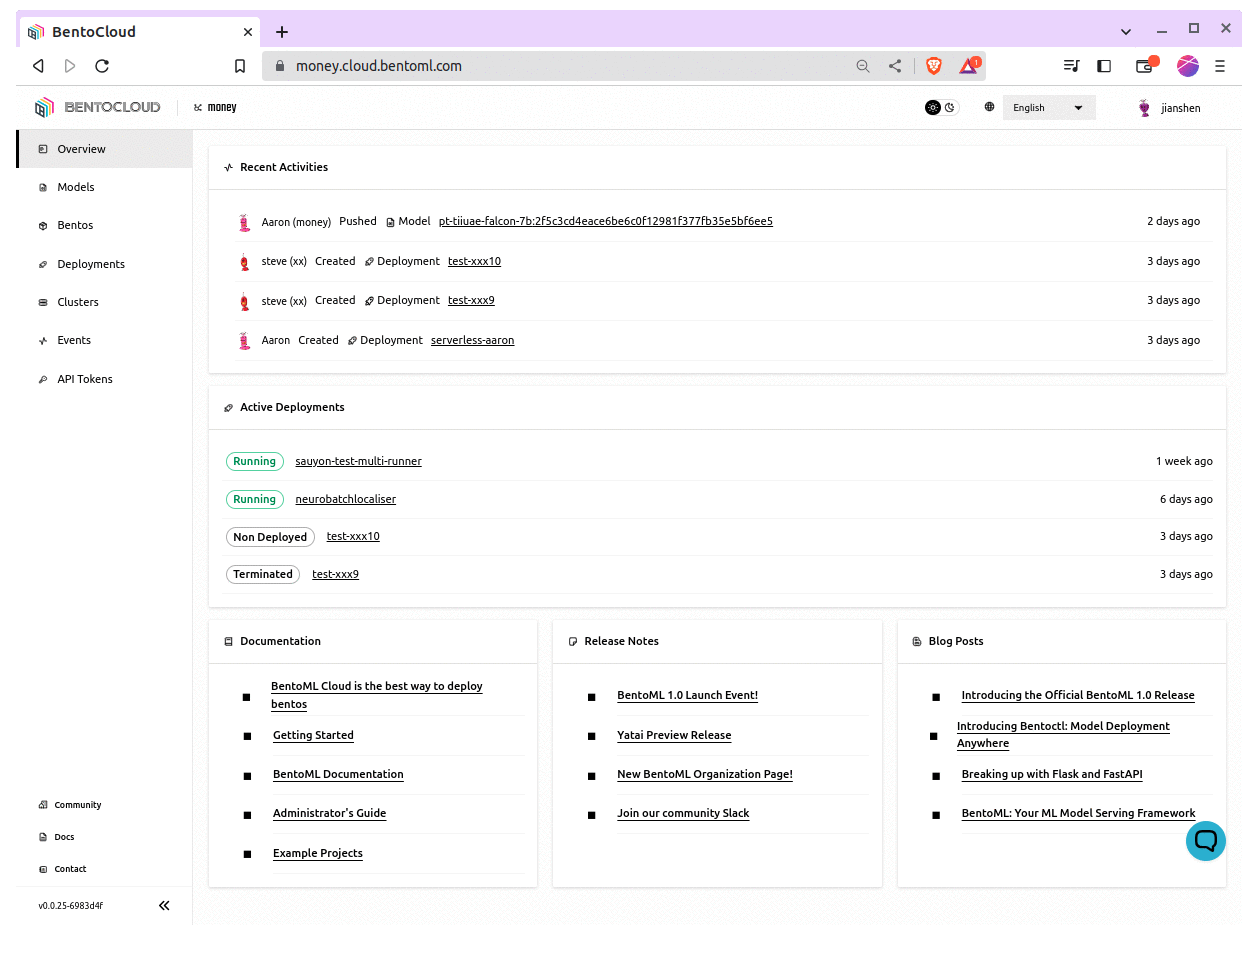 BentoCloud
money.cloud.bentoml.com
1
BENTOCLOUD
money
English
jianshen
Overview
Models
Bentos
Deployments
Clusters
Events
API Tokens
Recent Activities
Aaron (money) Pushed Model pt-tiiuae-falcon-7b:2f5c3cd4eace6be6c0f12981f377fb35e5bf6ee5 2 days ago
steve (xx) Created Deployment test-xxx10 3 days ago
steve (xx) Created Deployment test-xxx9 3 days ago
Aaron Created Deployment serverless-aaron 3 days ago
Active Deployments
Running sauyon-test-multi-runner 1 week ago
Running neurobatchlocaliser 6 days ago
Non Deployed test-xxx10 3 days ago
Terminated test-xxx9 3 days ago
Documentation
BentoML Cloud is the best way to deploy
bentos
Getting Started
BentoML Documentation
Administrator's Guide
Example Projects
Release Notes
BentoML 1.0 Launch Event!
Yatai Preview Release
New BentoML Organization Page!
Join our community Slack
Blog Posts
Introducing the Official BentoML 1.0 Release
Introducing Bentoctl: Model Deployment
Anywhere
Breaking up with Flask and FastAPI
BentoML: Your ML Model Serving Framework
Community
Docs
Contact
v0.0.25-6983d4f